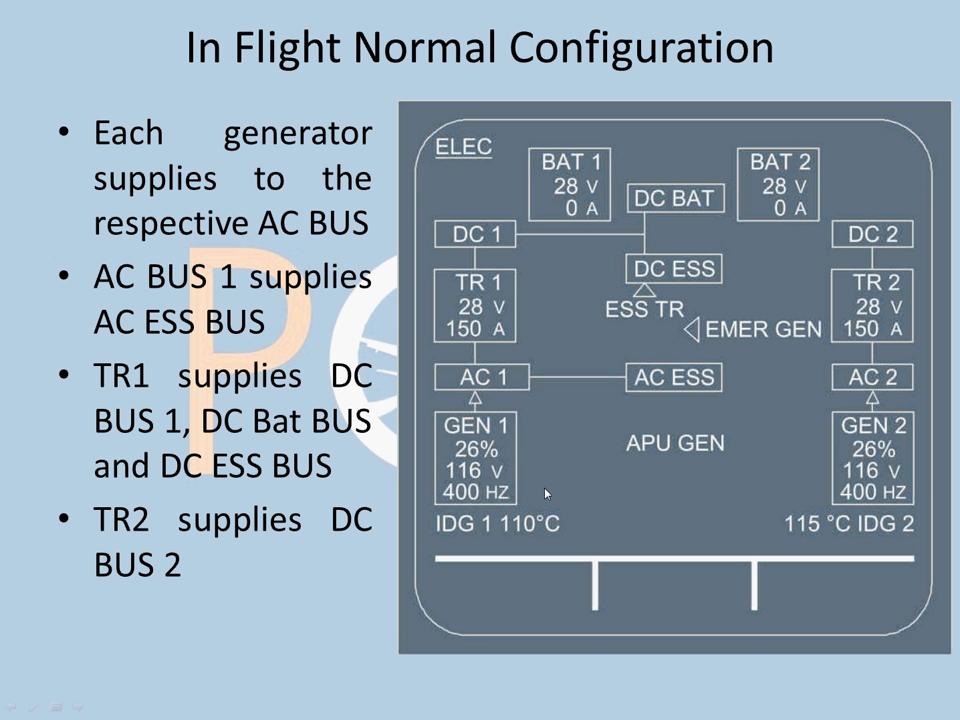 In Flight Normal Configuration
• Each generator
supplies to the
respective AC BUS
• AC BUS 1 supplies
AC ESS BUS
• TR1 supplies DC
BUS 1, DC Bat BUS
and DC ESS BUS
• TR2 supplies DC
BUS 2
ELEC
BAT 1
28 V
0 A
DC BAT
BAT 2
28 V
0 A
DC 1
DC 2
DC ESS
TR 1
28 V
150 A
ESS TR
EMER GEN
TR 2
28 V
150 A
AC 1
AC ESS
AC 2
GEN 1
26%
116 V
400 HZ
APU GEN
GEN 2
26%
116 V
400 HZ
IDG 1 110°C
115 °C IDG 2